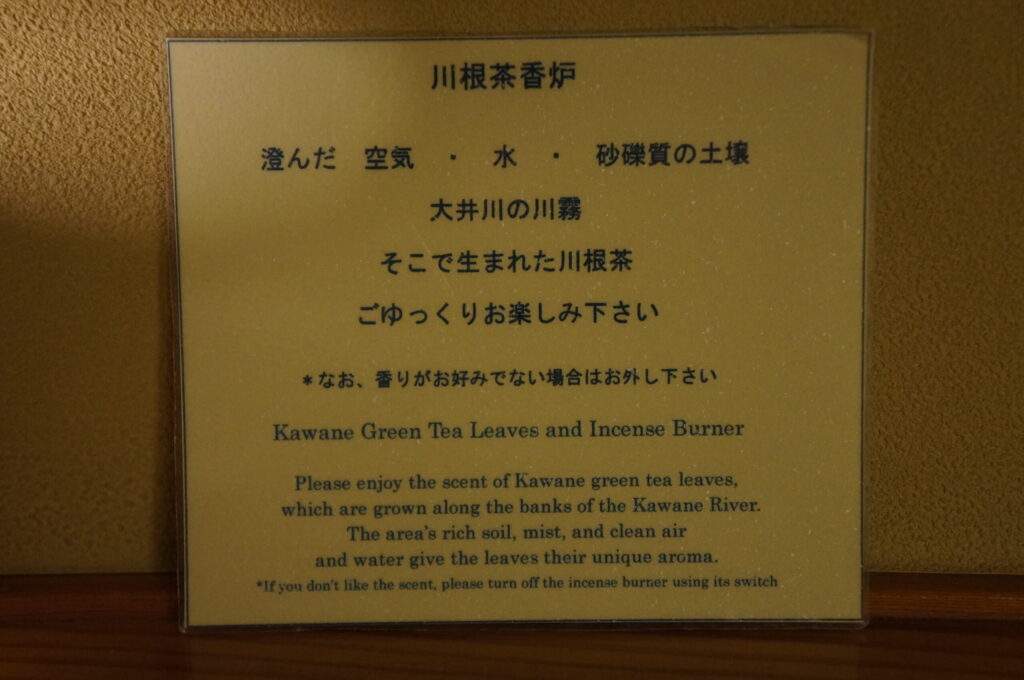 川根茶香炉
澄んだ　空気　・　水　・　砂礫質の土壌
大井川の川霧
そこで生まれた川根茶
ごゆっくりお楽しみ下さい
＊なお、香りがお好みでない場合はお外し下さい
Kawane Green Tea Leaves and Incense Burner
Please enjoy the scent of Kawane green tea leaves,
which are grown along the banks of the Kawane River.
The area's rich soil, mist, and clean air
and water give the leaves their unique aroma.
*If you don't like the scent, please turn off the incense burner using its switch